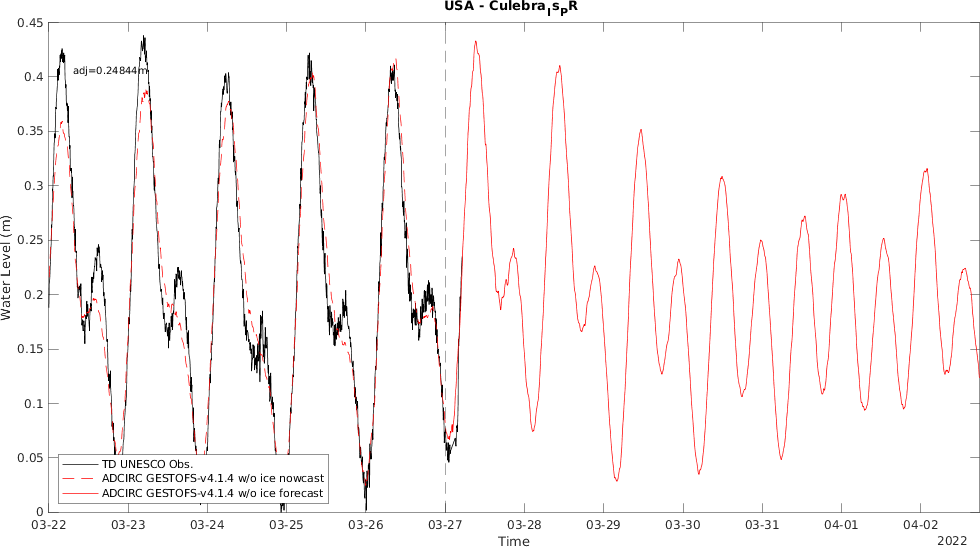 USA - CulebraIsPR
adj=0.24844m
0.45
0.4
0.35
0.3
0.25
0.2
0.15
0.1
0.05
0
Water Level (m)
TD UNESCO Obs.
ADCIRC GESTOFS-v4.1.4 w/o ice nowcast
ADCIRC GESTOFS-v4.1.4 w/o ice forecast
03-22 03-23 03-24 03-25 03-26 03-27 03-28 03-29 03-30 03-31 04-01 04-02
Time
2022